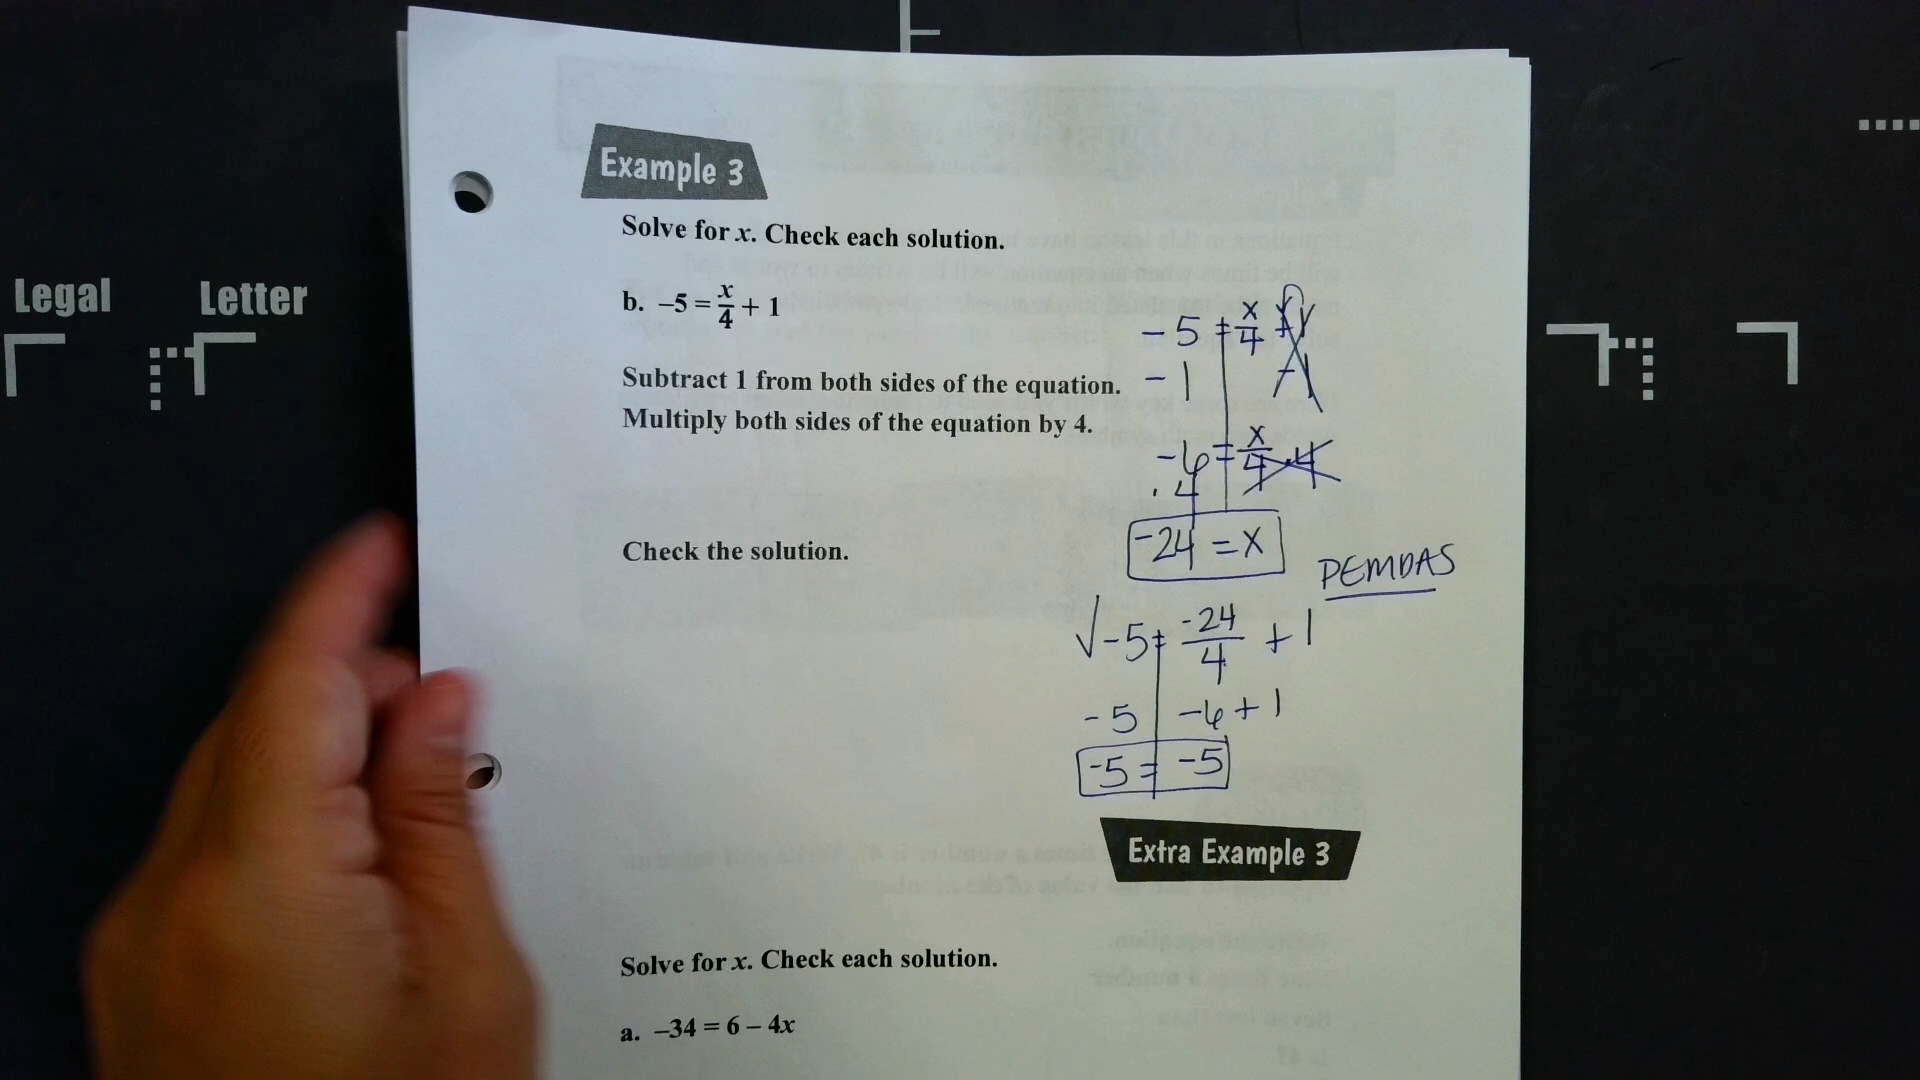 Legal
Letter
Example 3
Solve for x. Check each solution.
b. –5 = x/4 + 1
- 5 = x/4 + 1
Subtract 1 from both sides of the equation.
- 1 - 1
Multiply both sides of the equation by 4.
-6 = x/4 · 4
· 4
-24 = x
Check the solution.
PEMDAS
√ -5 = -24/4 + 1
-5 -6 + 1
-5 = -5
Extra Example 3
Solve for x. Check each solution.
a. –34 = 6 – 4x